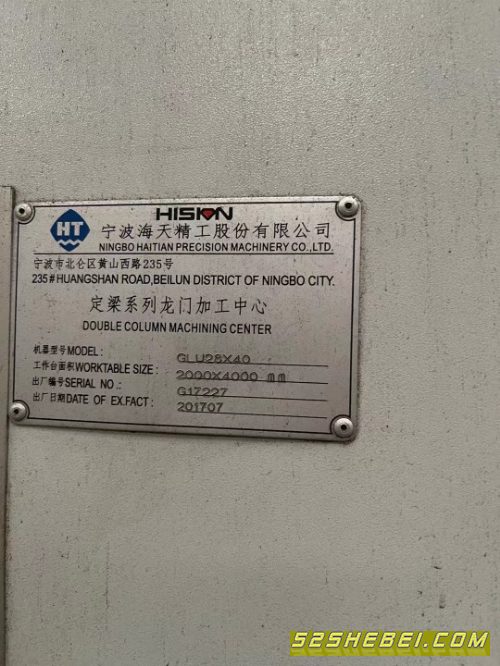 HISION
HT
宁波海天精工股份有限公司
NINGBO HAITIAN PRECISION MACHINERY CO.,LTD.
宁波市北仑区黄山西路235号
235#HUANGSHAN ROAD,BEILUN DISTRICT OF NINGBO CITY.
定梁系列龙门加工中心
DOUBLE COLUMN MACHINING CENTER
机器型号MODEL: GLU28X40
工作台面积WORKTABLE SIZE: 2000X4000 mm
出厂编号SERIAL NO.: G17227
出厂日期DATE OF EX.FACT: 201707
52SHEBEI.COM